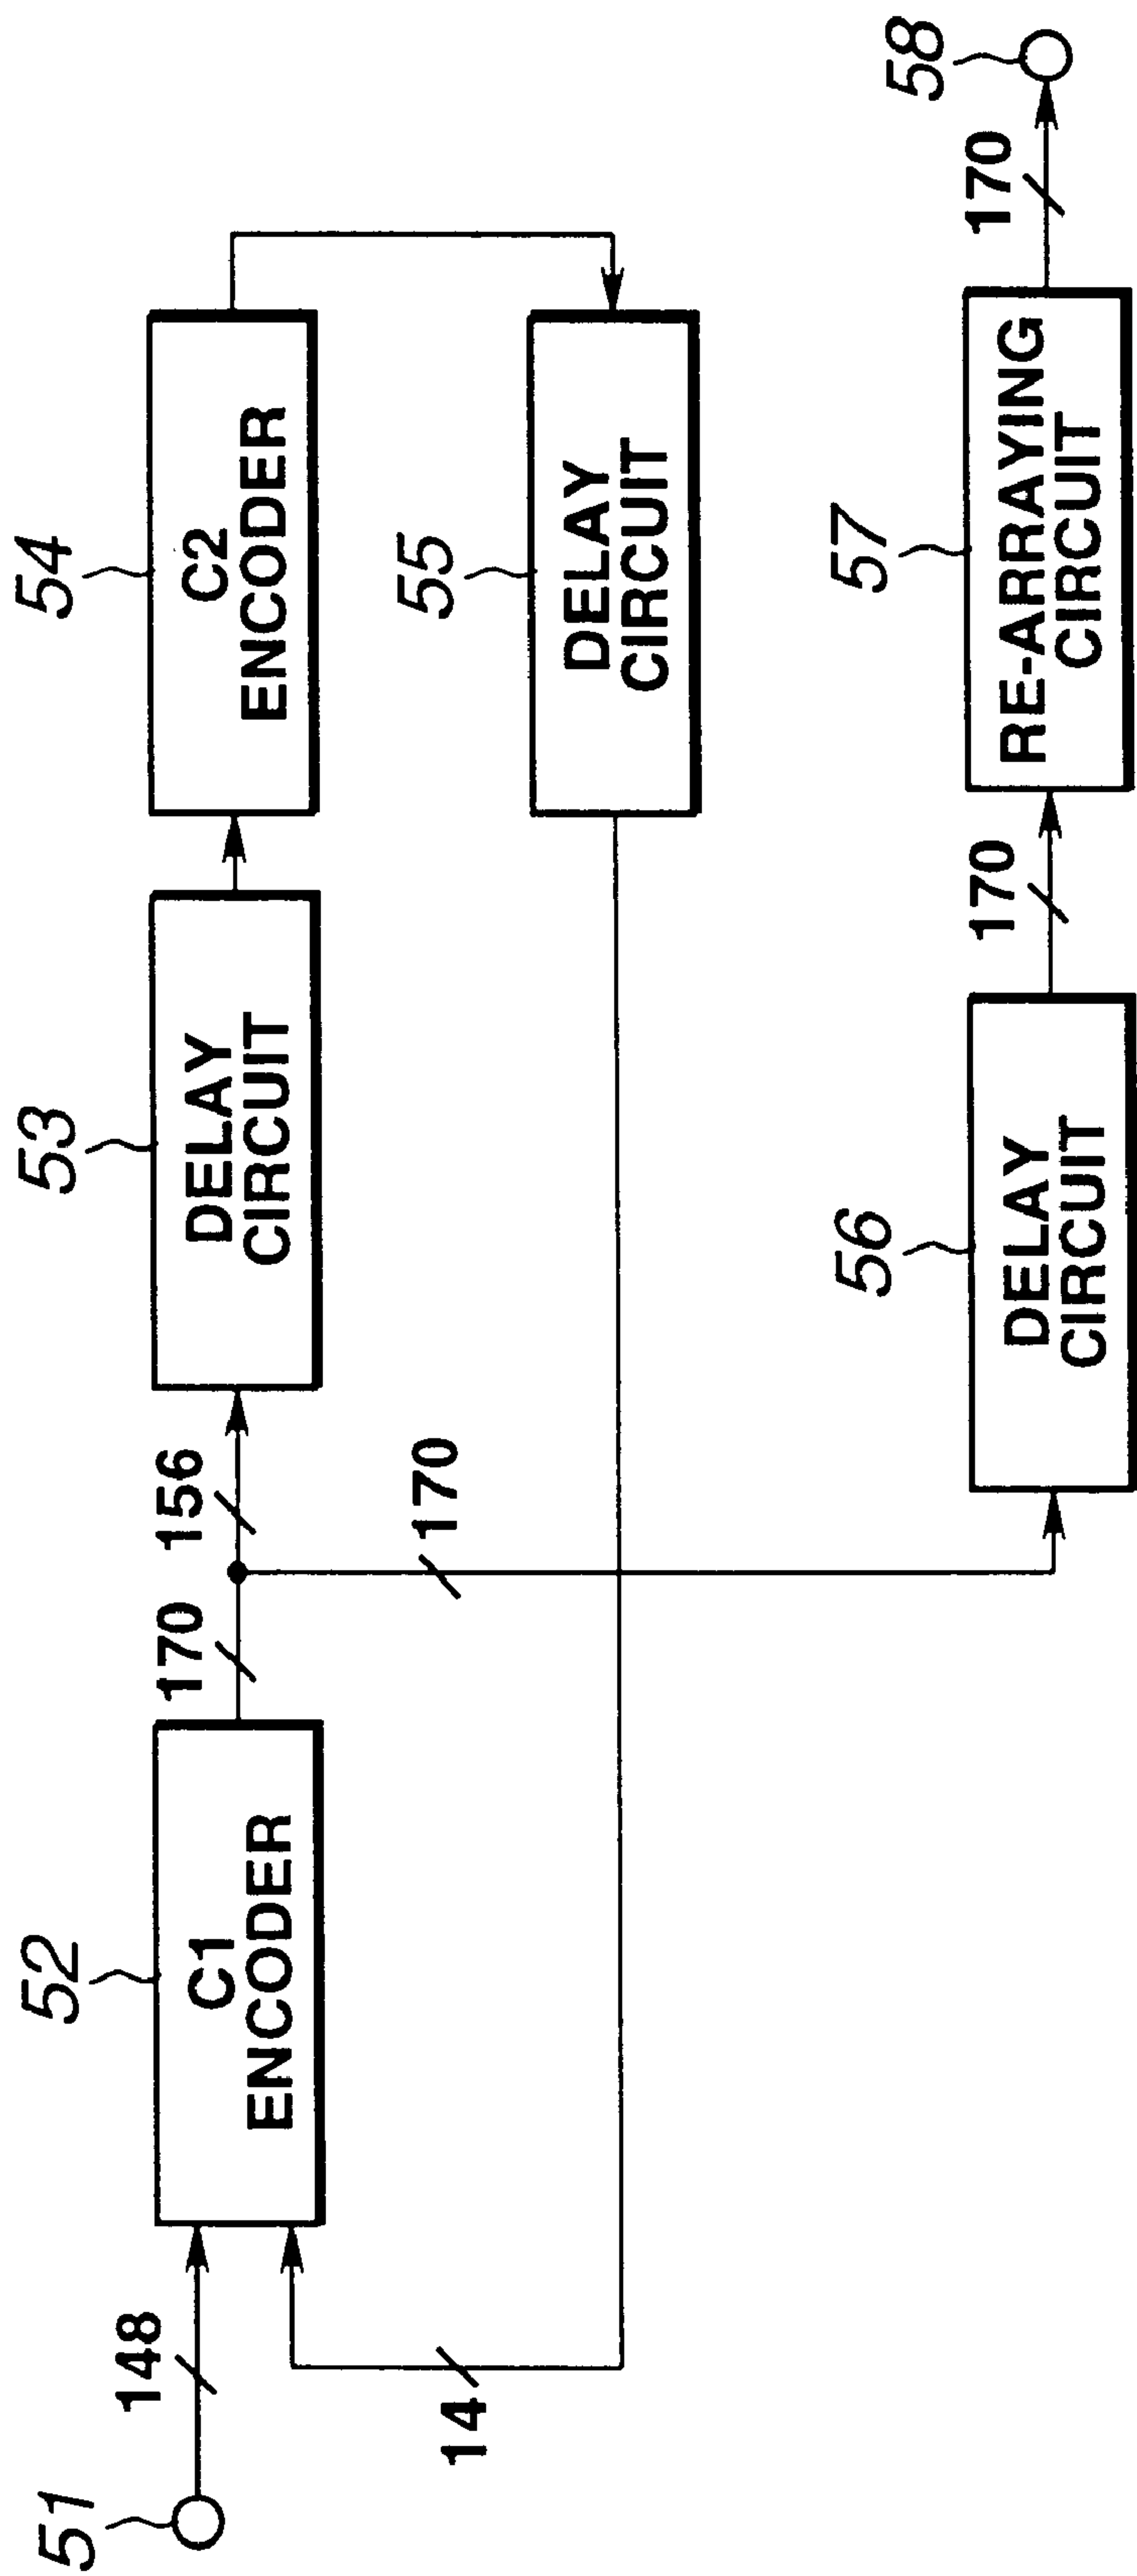 51
148
52
C1
ENCODER
170
156
53
DELAY
CIRCUIT
54
C2
ENCODER
14
170
55
DELAY
CIRCUIT
56
DELAY
CIRCUIT
170
57
RE-ARRAYING
CIRCUIT
170
58